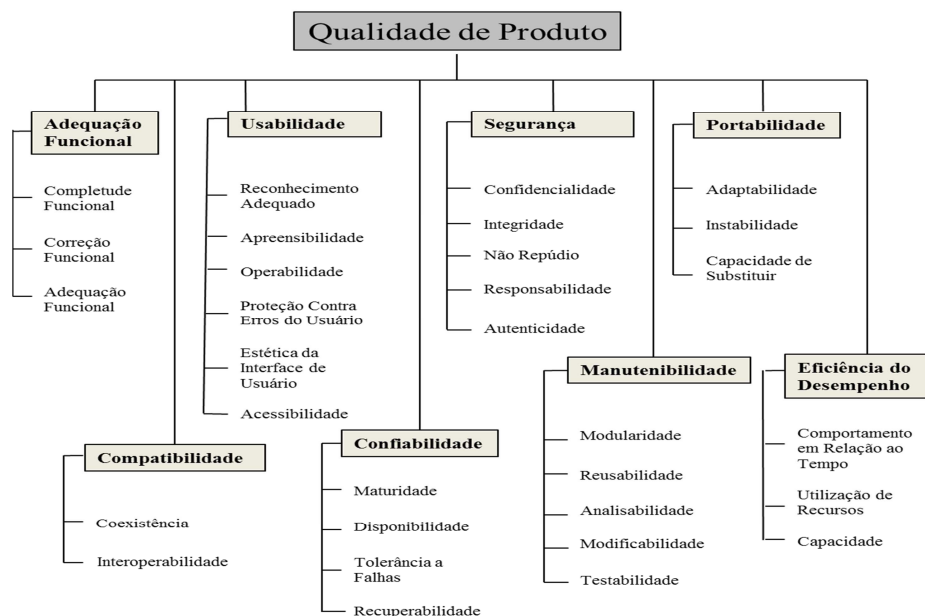 Qualidade de Produto
Adequação
Funcional
Completude
Funcional
Correção
Funcional
Adequação
Funcional
Usabilidade
Reconhecimento
Adequado
Apreensibilidade
Operabilidade
Proteção Contra
Erros do Usuário
Estética da
Interface de
Usuário
Acessibilidade
Segurança
Confidencialidade
Integridade
Não Repúdio
Responsabilidade
Autenticidade
Portabilidade
Adaptabilidade
Instabilidade
Capacidade de
Substituir
Compatibilidade
Coexistência
Interoperabilidade
Confiabilidade
Maturidade
Disponibilidade
Tolerância a
Falhas
Recuperabilidade
Manutenibilidade
Modularidade
Reusabilidade
Analisabilidade
Modificabilidade
Testabilidade
Eficiência do
Desempenho
Comportamento
em Relação ao
Tempo
Utilização de
Recursos
Capacidade